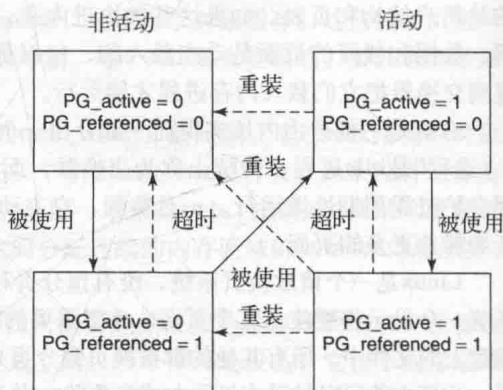 非活动 活动
重装
PG_active = 0
PG_referenced = 0
PG_active = 1
PG_referenced = 0
重装
被使用 超时 超时 被使用
被使用
PG_active = 0
PG_referenced = 1
重装
PG_active = 1
PG_referenced = 1